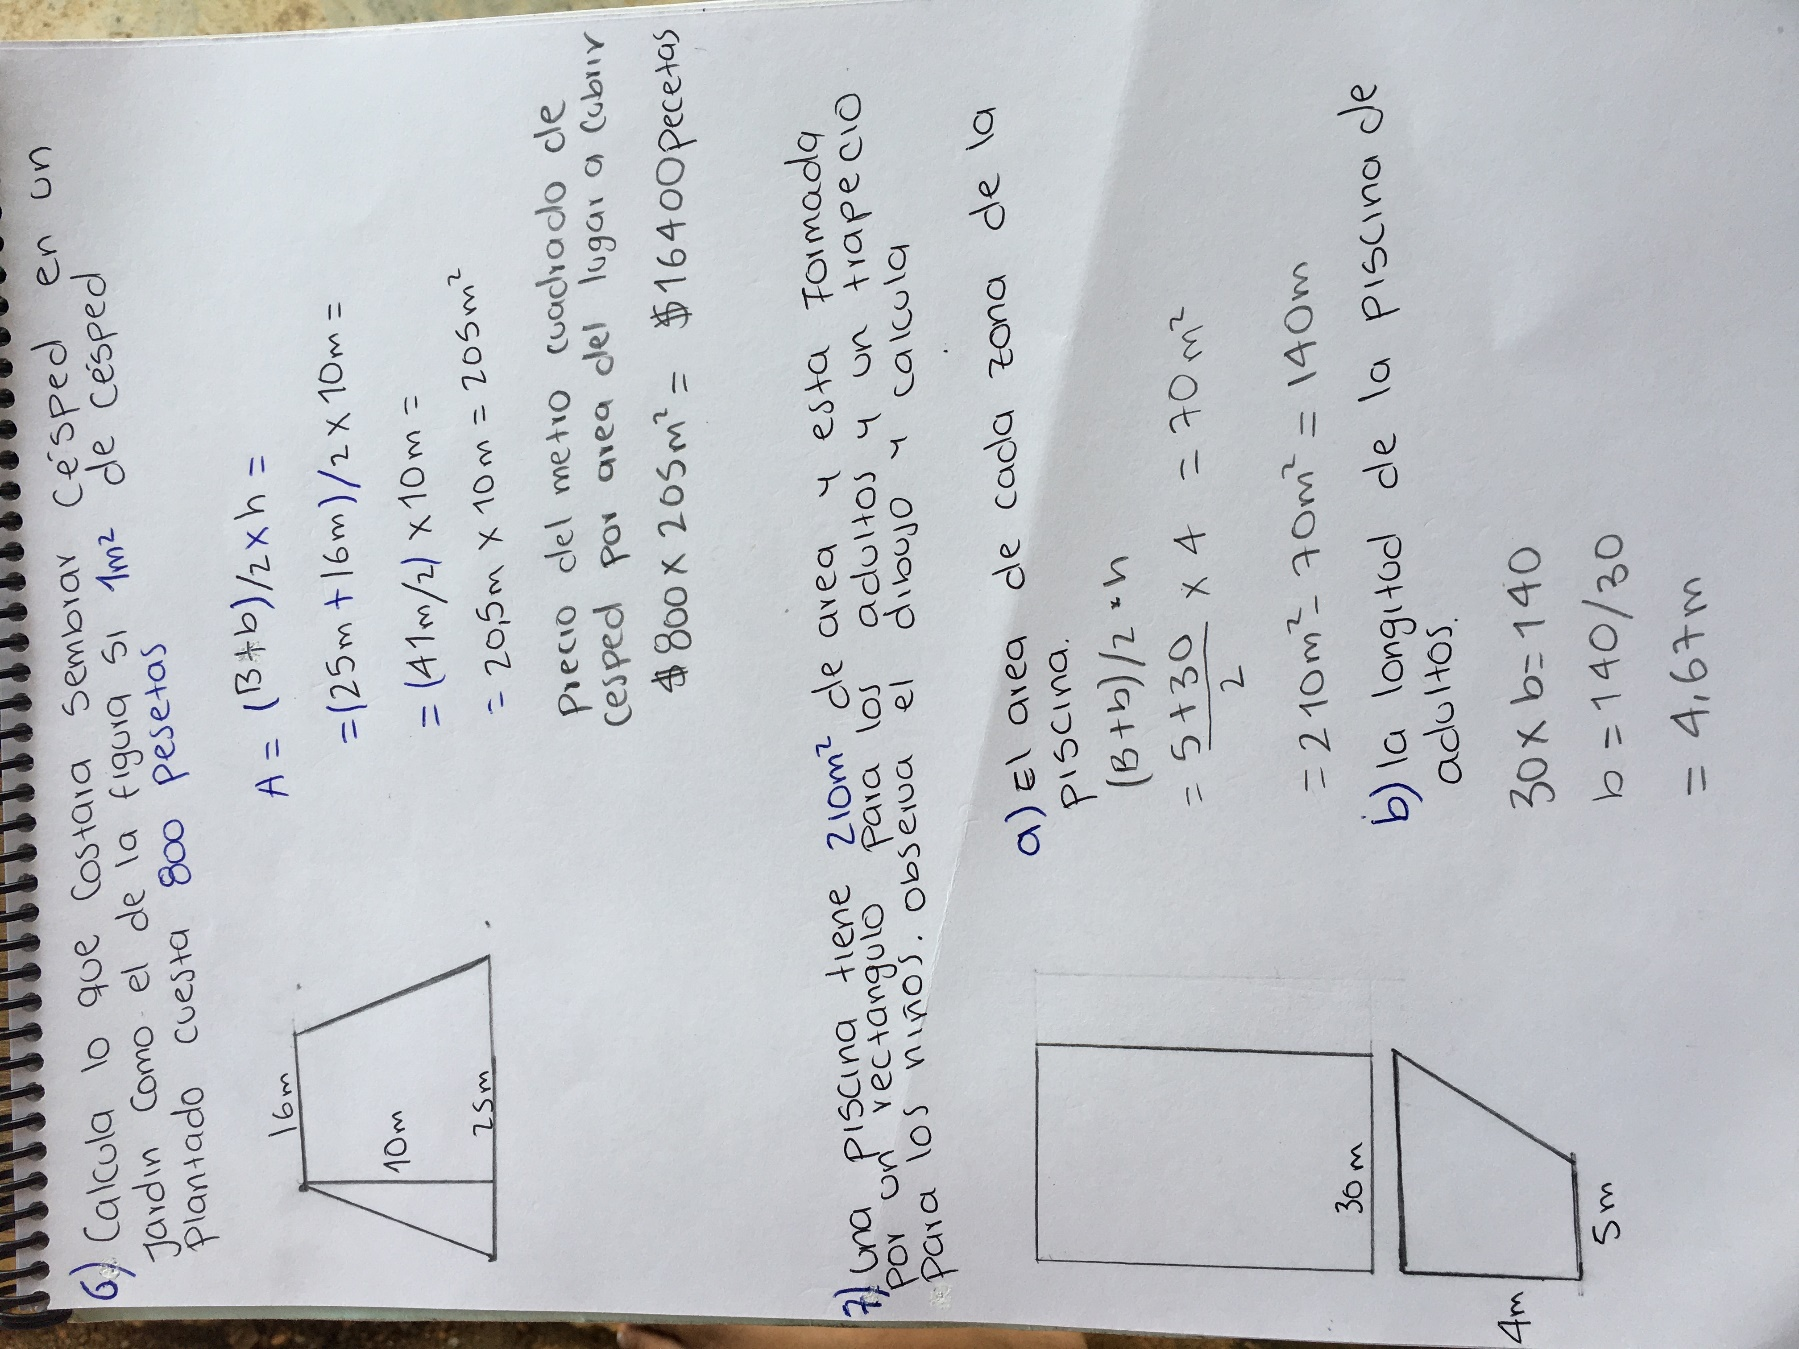 6) Calcula lo que costara sembrar Césped en un
Jardin como el de la figura si 1m² de césped
plantado cuesta 800 pesetas
16m
10m
25m
A = (B+b)/2 x h =
=(25m+16m)/2 x 10m =
= (41m/2) x 10m =
= 20,5m x 10m = 205m²
Precio del metro cuadrado de
Cesped por area del lugar a cubrir
$800 x 205m² = $16400 pecetas
7) una piscina tiene 210m² de area y esta formada
por un rectangulo para los adultos y un trapecio
para los niños. observa el dibujo y calcula
30m
4m
5m
a) El area de cada zona de la
piscina.
(B+b)/2 • h
= 5+30 x 4 = 70m²
2
= 210m² - 70m² = 140m
b) la longitud de la piscina de
adultos.
30 x b = 140
b = 140/30
= 4,67m